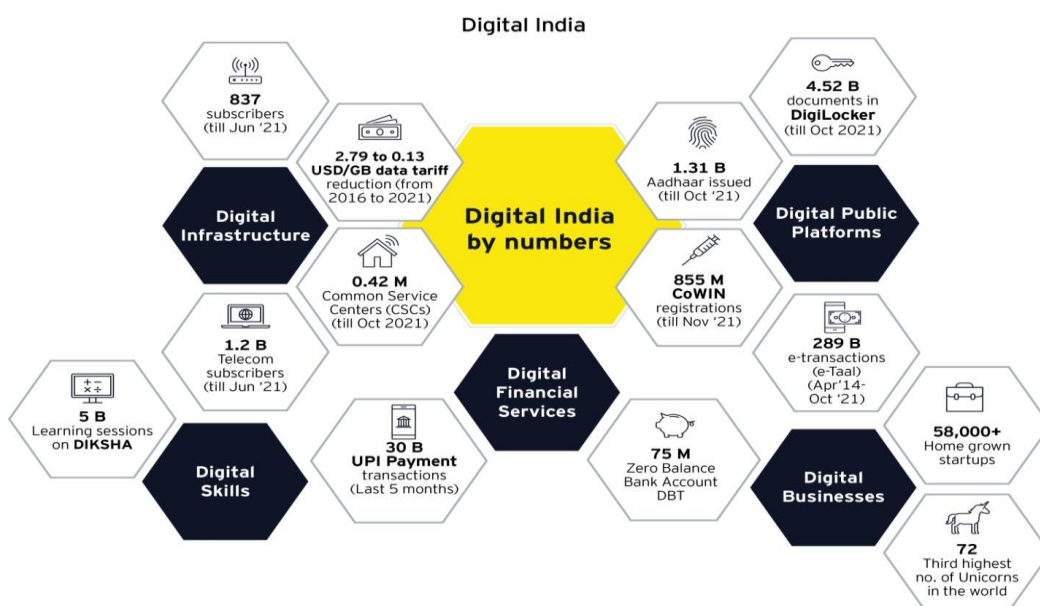 Digital India
837
subscribers
(till Jun '21)
2.79 to 0.13
USD/GB data tariff
reduction (from
2016 to 2021)
Digital
Infrastructure
0.42 M
Common Service
Centers (CSCs)
(till Oct 2021)
1.2 B
Telecom
subscribers
(till Jun '21)
Digital India
by numbers
4.52 B
documents in
DigiLocker
(till Oct 2021)
1.31 B
Aadhaar issued
(till Oct '21)
Digital Public
Platforms
855 M
CoWIN
registrations
(till Nov '21)
289 B
e-transactions
(e-Taal)
(Apr'14-
Oct '21)
5 B
Learning sessions
on DIKSHA
Digital
Skills
Digital
Financial
Services
30 B
UPI Payment
transactions
(Last 5 months)
75 M
Zero Balance
Bank Account
DBT
Digital
Businesses
58,000+
Home grown
startups
72
Third highest
no. of Unicorns
in the world